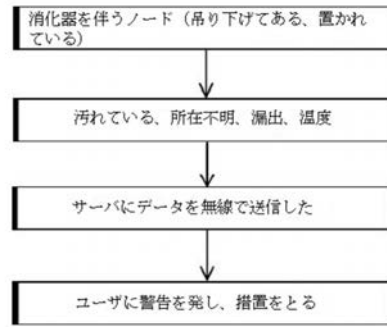 消化器を伴うノード（吊り下げてある、置かれ
ている）
汚れている、所在不明、漏出、温度
サーバにデータを無線で送信した
ユーザに警告を発し、措置をとる